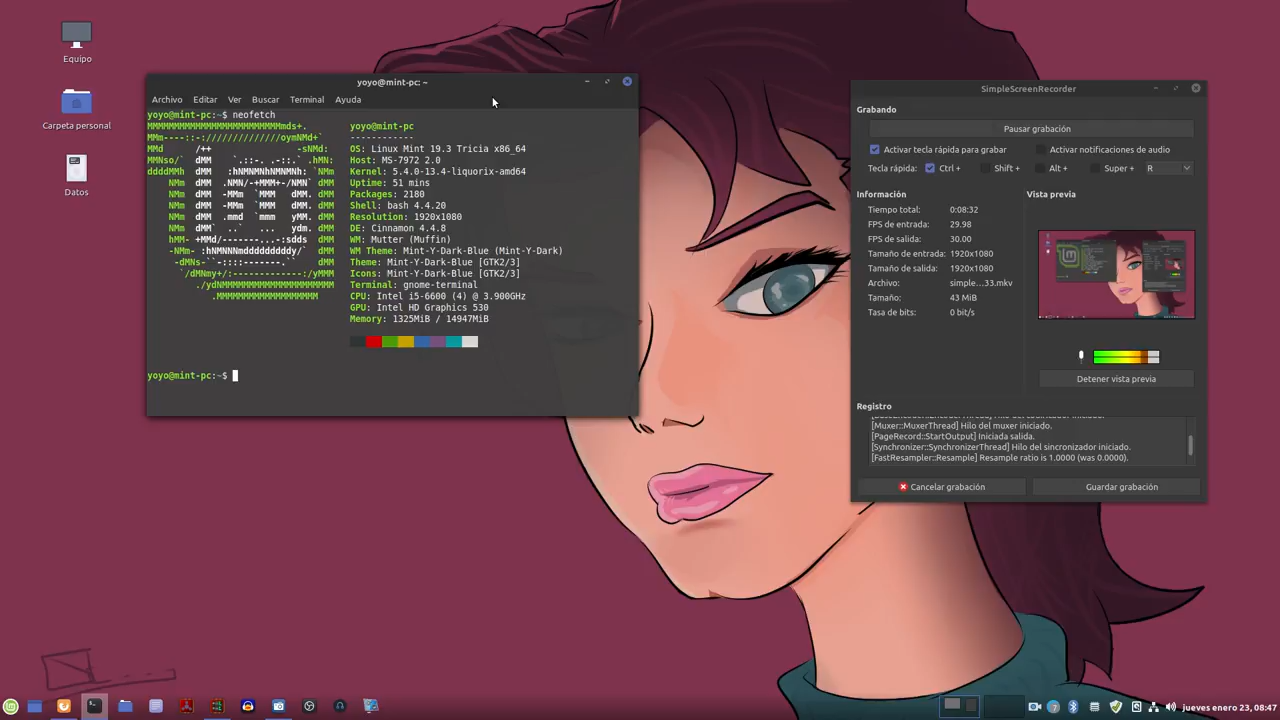 Equipo
Carpeta personal
Datos
yoyo@mint-pc: ~
Archivo Editar Ver Buscar Terminal Ayuda
yoyo@mint-pc:~$ neofetch
yoyo@mint-pc
------------
OS: Linux Mint 19.3 Tricia x86_64
Host: MS-7972 2.0
Kernel: 5.4.0-13.4-liquorix-amd64
Uptime: 51 mins
Packages: 2180
Shell: bash 4.4.20
Resolution: 1920x1080
DE: Cinnamon 4.4.8
WM: Mutter (Muffin)
WM Theme: Mint-Y-Dark-Blue (Mint-Y-Dark)
Theme: Mint-Y-Dark-Blue [GTK2/3]
Icons: Mint-Y-Dark-Blue [GTK2/3]
Terminal: gnome-terminal
CPU: Intel i5-6600 (4) @ 3.900GHz
GPU: Intel HD Graphics 530
Memory: 1325MiB / 14947MiB
yoyo@mint-pc:~$
SimpleScreenRecorder
Grabando
Pausar grabación
Activar tecla rápida para grabar Activar notificaciones de audio
Tecla rápida: Ctrl + Shift + Alt + Super + R
Información
Tiempo total: 0:08:32
FPS de entrada: 29.98
FPS de salida: 30.00
Tamaño de entrada: 1920x1080
Tamaño de salida: 1920x1080
Archivo: simple...33.mkv
Tamaño: 43 MiB
Tasa de bits: 0 bit/s
Vista previa
Detener vista previa
Registro
[Muxer::MuxerThread] Hilo del muxer iniciado.
[PageRecord::StartOutput] Iniciada salida.
[Synchronizer::SynchronizerThread] Hilo del sincronizador iniciado.
[FastResampler::Resample] Resample ratio is 1.0000 (was 0.0000).
Cancelar grabación Guardar grabación
jueves enero 23, 08:47